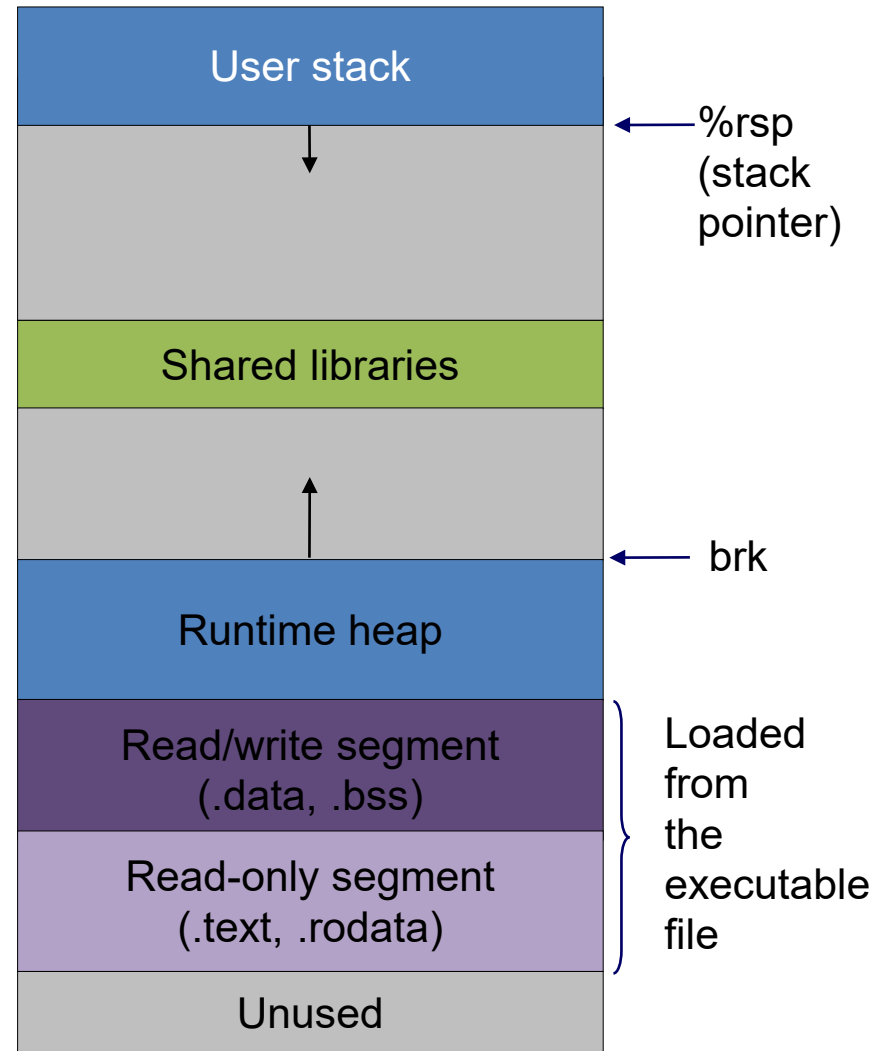 User stack
%rsp
(stack
pointer)
Shared libraries
brk
Runtime heap
Read/write segment
(.data, .bss)
Read-only segment
(.text, .rodata)
Loaded
from
the
executable
file
Unused